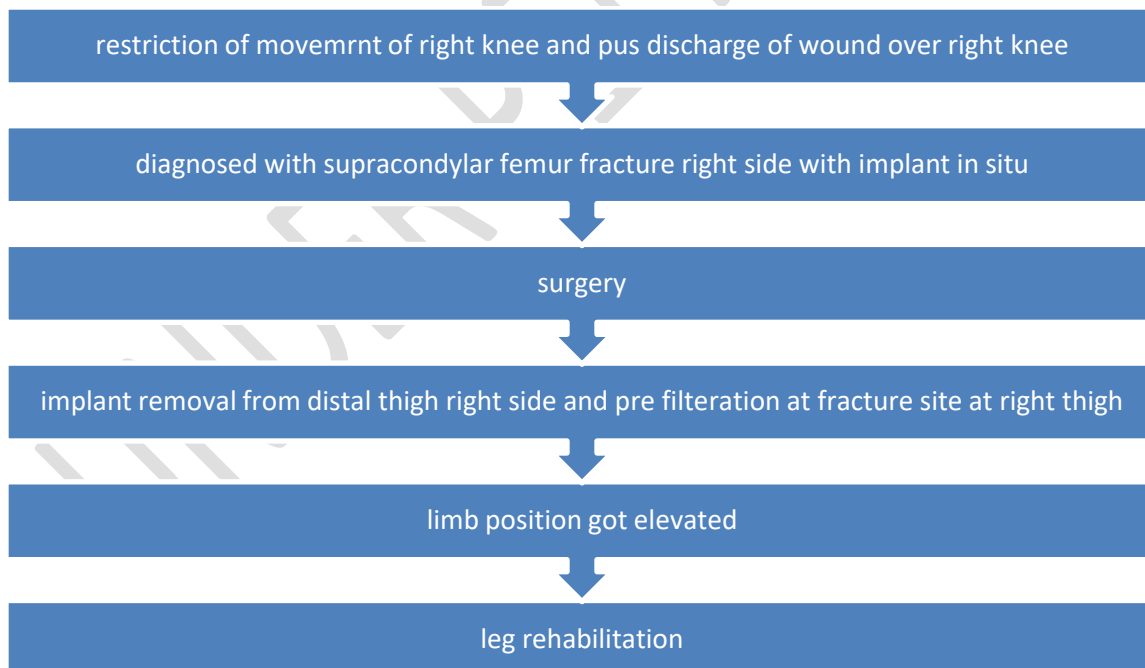 restriction of movemrnt of right knee and pus discharge of wound over right knee
diagnosed with supracondylar femur fracture right side with implant in situ
surgery
implant removal from distal thigh right side and pre filteration at fracture site at right thigh
limb position got elevated
leg rehabilitation